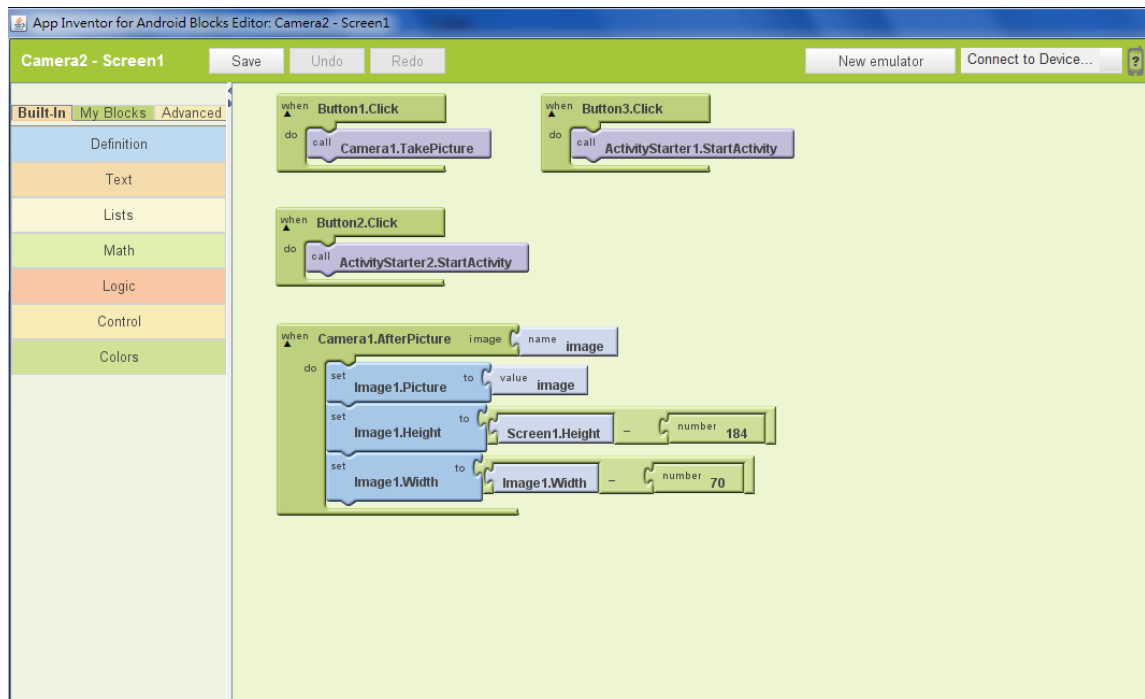 App Inventor for Android Blocks Editor: Camera2 - Screen1
Camera2 - Screen1 Save Undo Redo New emulator Connect to Device... ?
Built-In My Blocks Advanced
Definition
Text
Lists
Math
Logic
Control
Colors
when Button1.Click
do call Camera1.TakePicture
when Button3.Click
do call ActivityStarter1.StartActivity
when Button2.Click
do call ActivityStarter2.StartActivity
when Camera1.AfterPicture image name image
do set Image1.Picture to value image
set Image1.Height to Screen1.Height - number 184
set Image1.Width to Image1.Width - number 70